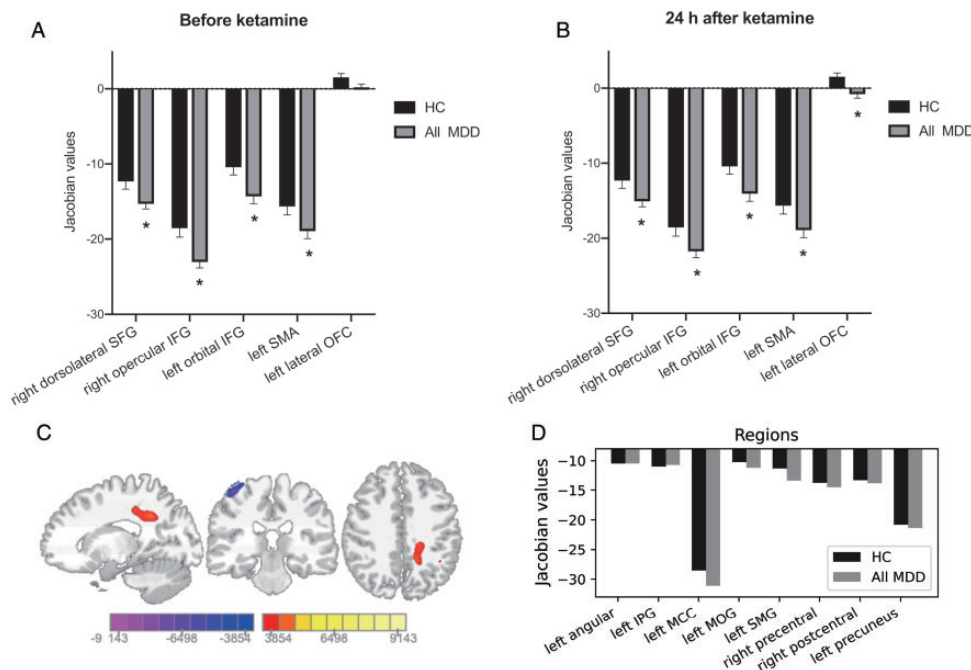 A
Before ketamine
0
-10
-20
-30
Jacobian values
HC
All MDD
*
*
*
*
right dorsolateral SFG
right opercular IFG
left orbital IFG
left SMA
left lateral OFC
B
24 h after ketamine
0
-10
-20
-30
Jacobian values
HC
All MDD
*
*
*
*
*
right dorsolateral SFG
right opercular IFG
left orbital IFG
left SMA
left lateral OFC
C
-9 143
-6498
-3854
3854
6498
9143
D
Regions
−10
−15
−20
−25
−30
Jacobian values
HC
All MDD
left angular
left IPG
left MCC
left MOG
left SMG
right precentral
right postcentral
left precuneus